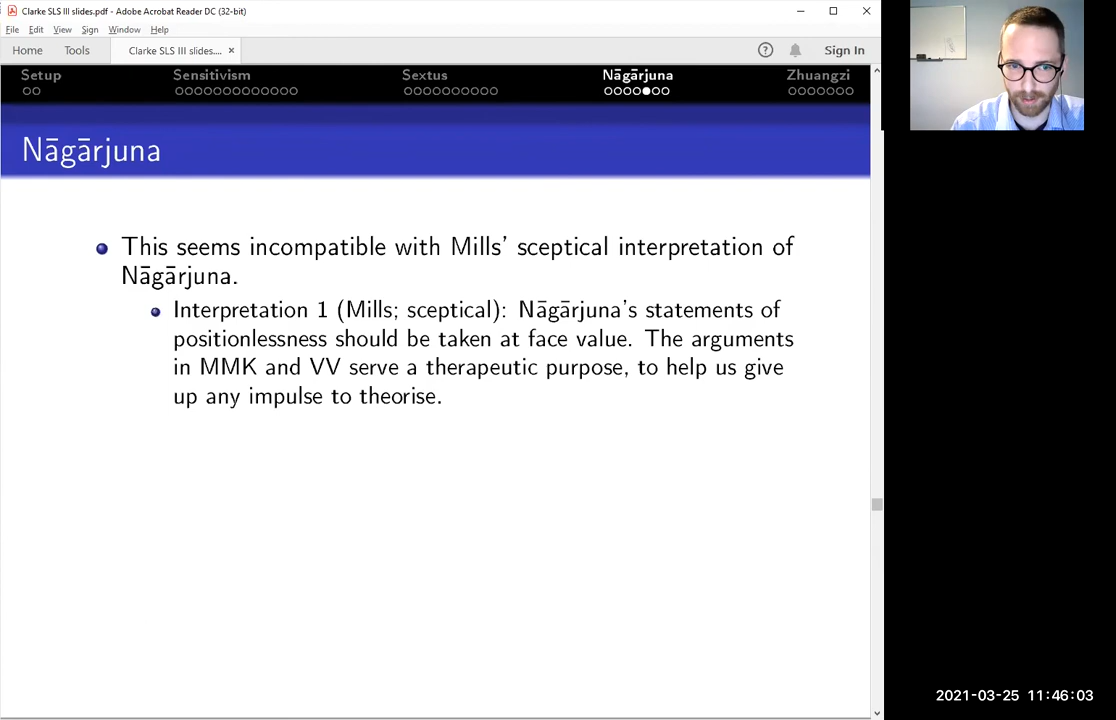 Clarke SLS III slides.pdf - Adobe Acrobat Reader DC (32-bit)
File Edit View Sign Window Help
Home Tools Clarke SLS III slides.... × Sign In
Setup Sensitivism Sextus Nāgārjuna Zhuangzi
Nāgārjuna
This seems incompatible with Mills' sceptical interpretation of
Nāgārjuna.
Interpretation 1 (Mills; sceptical): Nāgārjuna's statements of
positionlessness should be taken at face value. The arguments
in MMK and VV serve a therapeutic purpose, to help us give
up any impulse to theorise.
2021-03-25 11:46:03